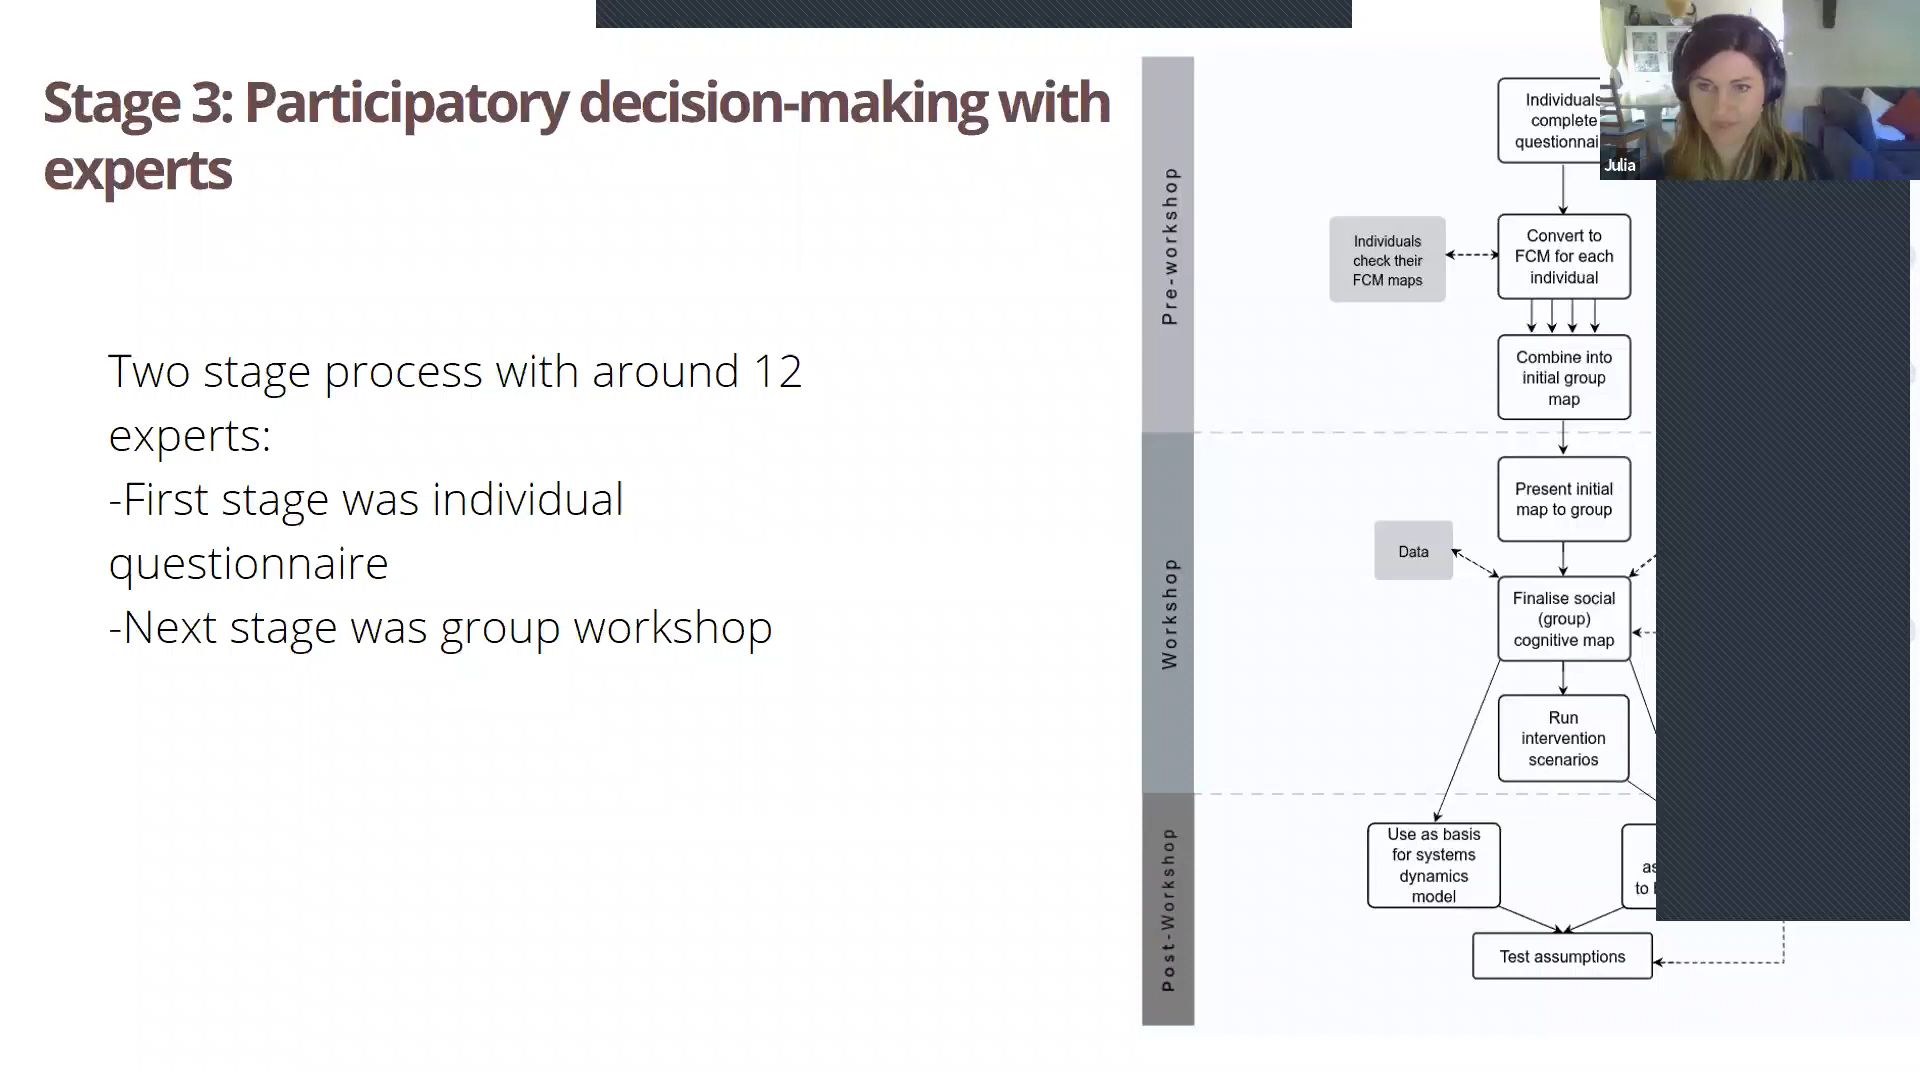 Stage 3: Participatory decision-making with
experts
Two stage process with around 12
experts:
-First stage was individual
questionnaire
-Next stage was group workshop
Pre-workshop
Workshop
Post-Workshop
Individuals
complete
Julia
Individuals
check their
FCM maps
Convert to
FCM for each
individual
Combine into
initial group
map
Present initial
map to group
Data
Finalise social
(group)
cognitive map
Run
intervention
scenarios
Use as basis
for systems
dynamics
model
to
Test assumptions